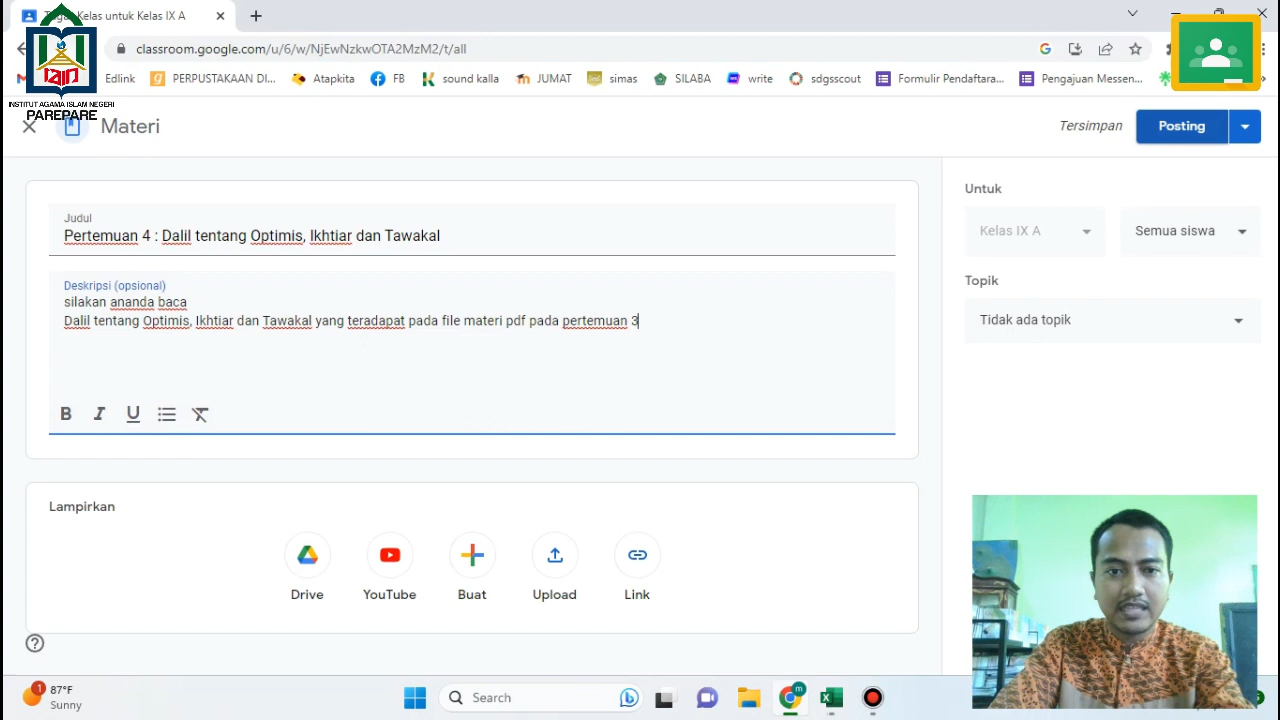 Tugas Kelas untuk Kelas IX A
classroom.google.com/u/6/w/NjEwNzkwOTA2MzM2/t/all
Edlink
PERPUSTAKAAN DI...
Atapkita
FB
sound kalla
JUMAT
simas
SILABA
write
sdgsscout
Formulir Pendaftara...
Pengajuan Messen...
iain
INSTITUT AGAMA ISLAM NEGERI
PAREPARE
Materi
Tersimpan
Posting
Judul
Pertemuan 4 : Dalil tentang Optimis, Ikhtiar dan Tawakal
Deskripsi (opsional)
silakan ananda baca
Dalil tentang Optimis, Ikhtiar dan Tawakal yang teradapat pada file materi pdf pada pertemuan 3
B I U
Untuk
Kelas IX A
Semua siswa
Topik
Tidak ada topik
Lampirkan
Drive
YouTube
Buat
Upload
Link
1
87°F
Sunny
Search
m